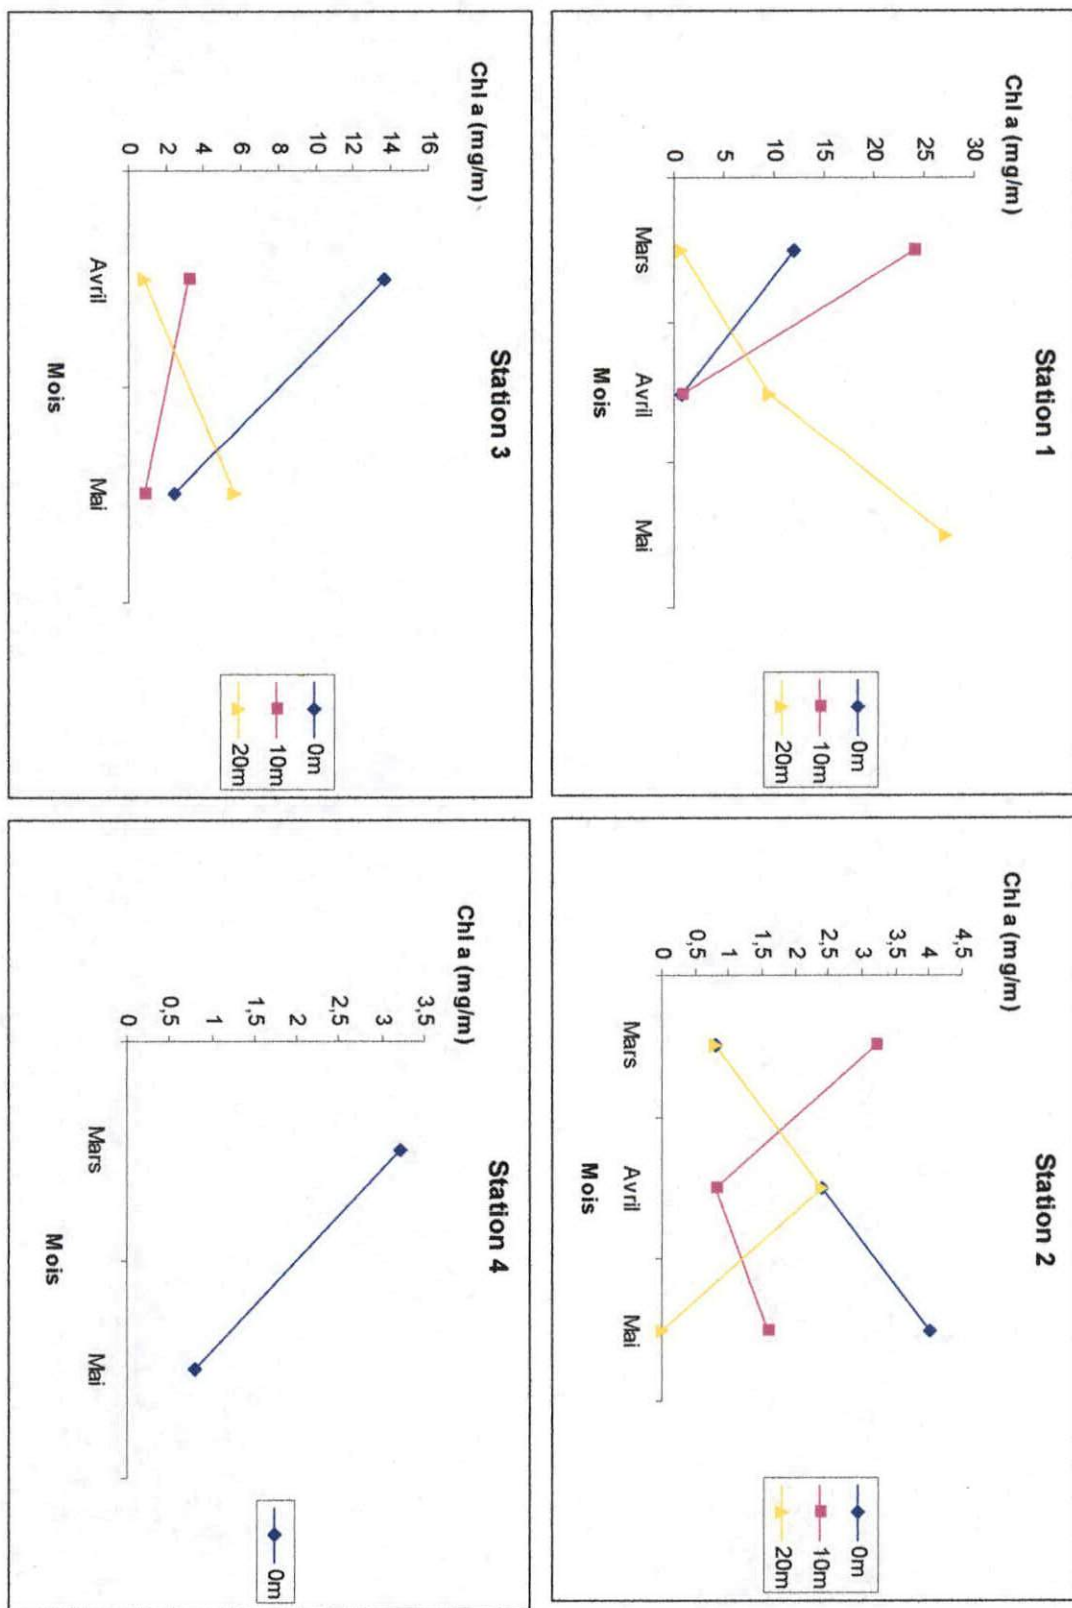 Station 1
Chl a (mg/m)
30
25
20
15
10
5
0
Mars
Avril
Mai
Mois
0m
10m
20m
Station 2
Chl a (mg/m)
4,5
4
3,5
3
2,5
2
1,5
1
0,5
0
Mars
Avril
Mai
Mois
0m
10m
20m
Station 3
Chl a (mg/m)
16
14
12
10
8
6
4
2
0
Avril
Mai
Mois
0m
10m
20m
Station 4
Chl a (mg/m)
3,5
3
2,5
2
1,5
1
0,5
0
Mars
Mai
Mois
0m